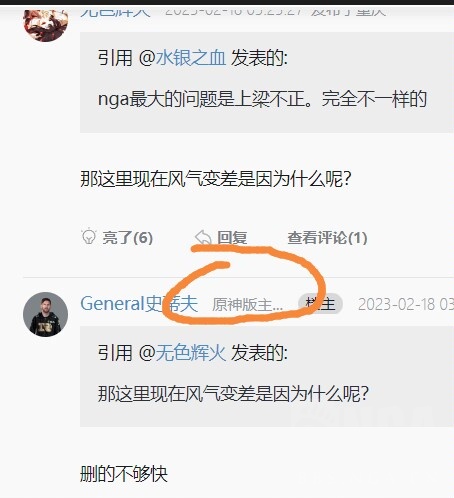 无色辉火 2023-02-18 03:23:27 发布于重庆
引用 @水银之血 发表的:
nga最大的问题是上梁不正。完全不一样的
那这里现在风气变差是因为什么呢?
亮了(6) 回复 查看评论(1)
General史蒂夫 原神版主... 楼主 2023-02-18 03
引用 @无色辉火 发表的:
那这里现在风气变差是因为什么呢?
删的不够快